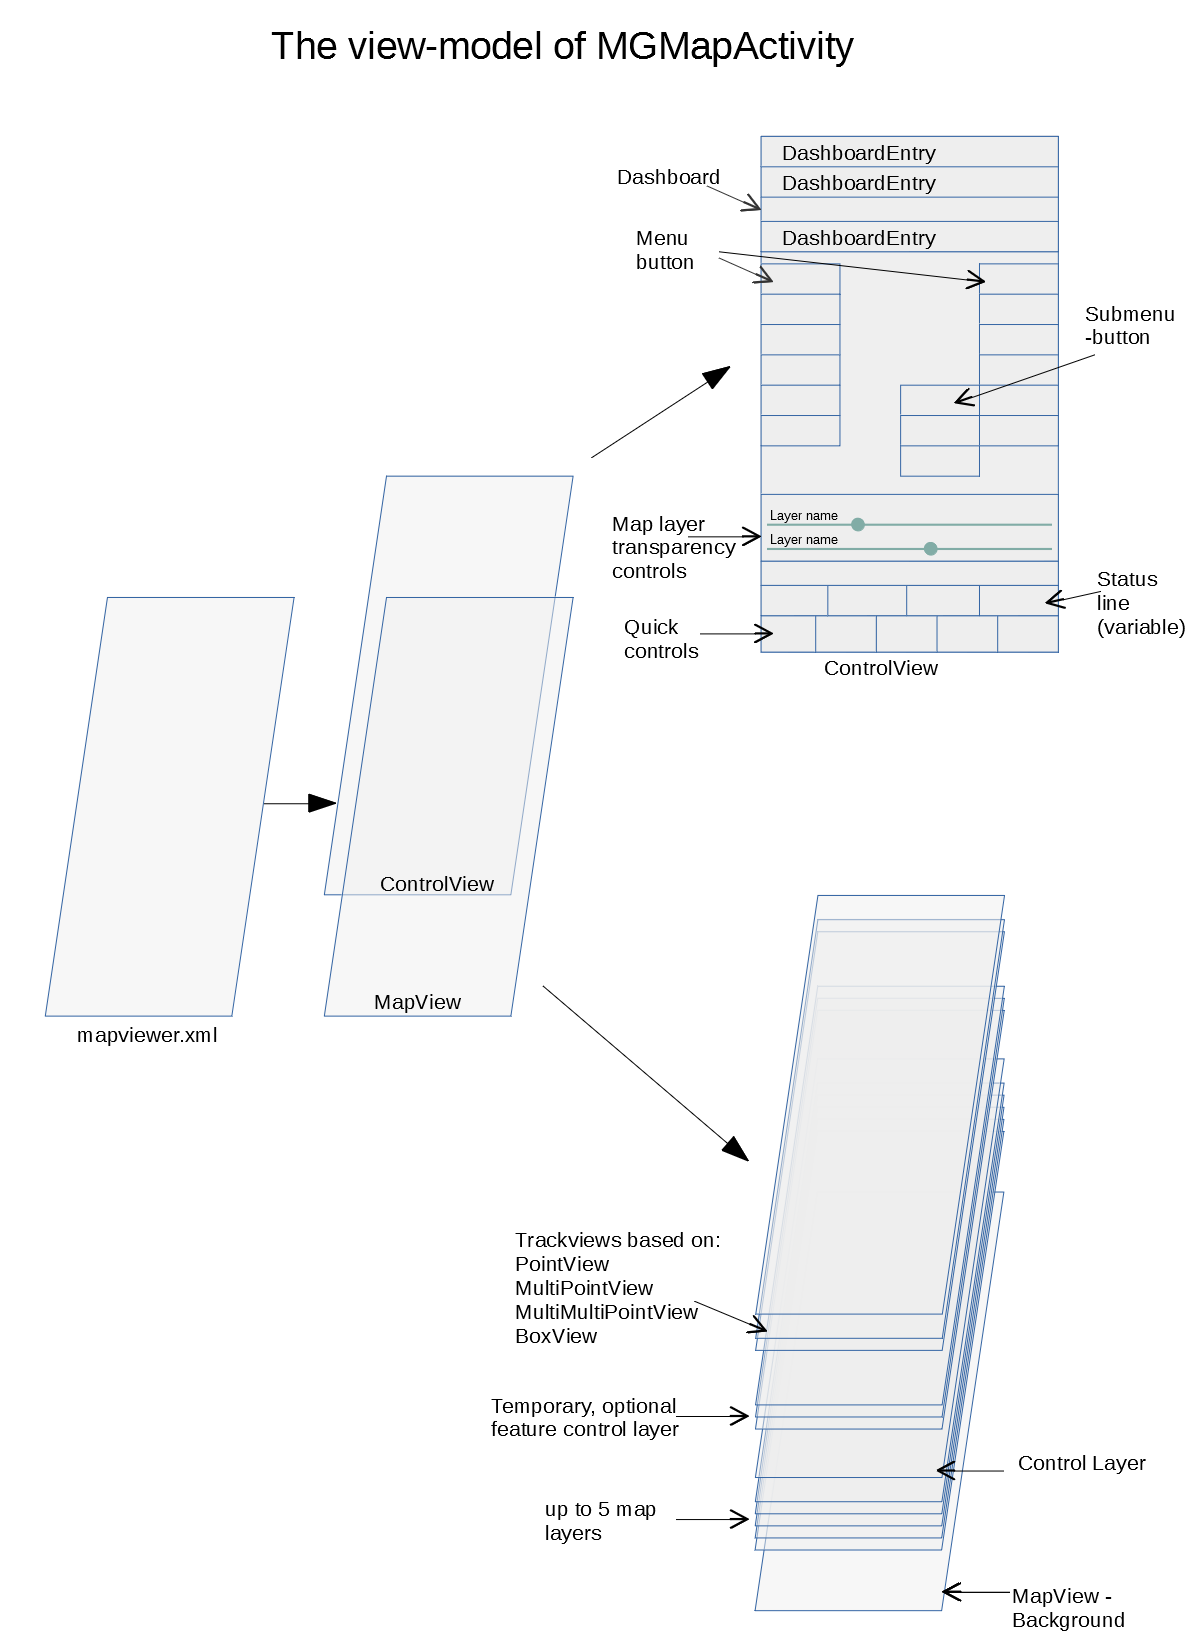 The view-model of MGMapActivity
DashboardEntry
Dashboard
DashboardEntry
DashboardEntry
Menu
button
Submenu
-button
Map layer
transparency
controls
Layer name
Layer name
Status
line
(variable)
Quick
controls
ControlView
ControlView
MapView
mapviewer.xml
Trackviews based on:
PointView
MultiPointView
MultiMultiPointView
BoxView
Temporary, optional
feature control layer
Control Layer
up to 5 map
layers
MapView -
Background